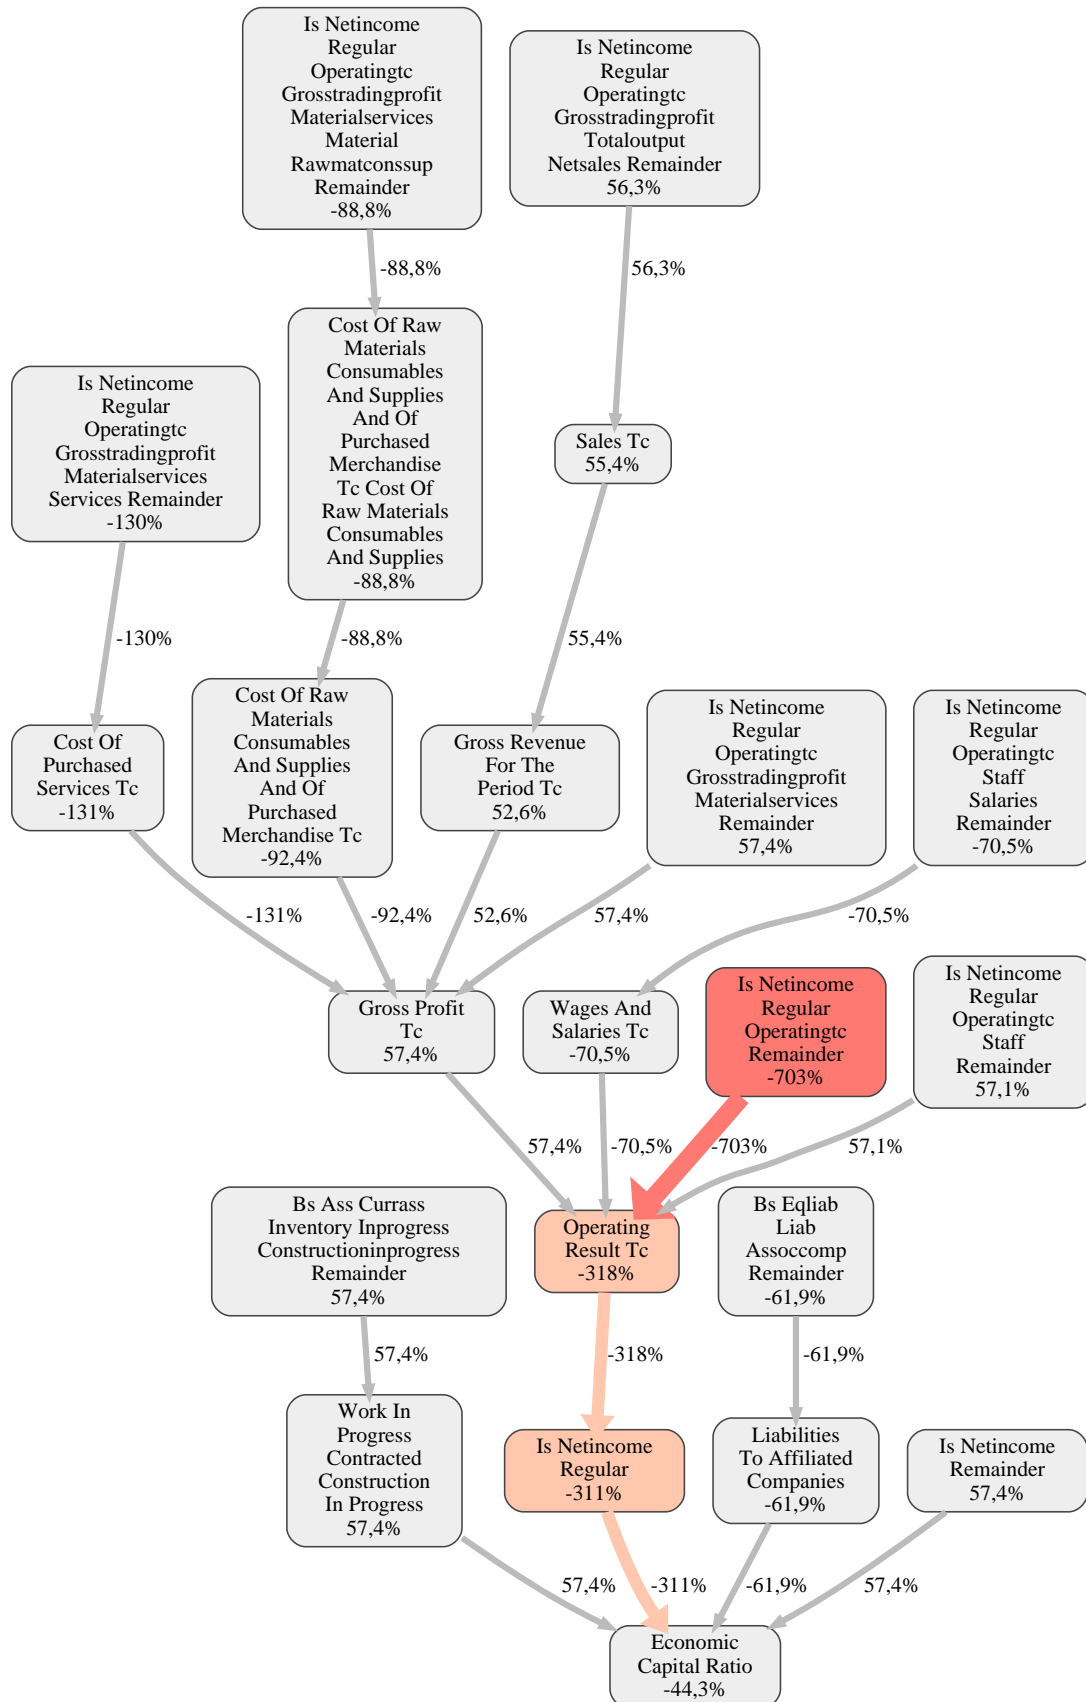 Is Netincome
Regular
Operatingtc
Grosstradingprofit
Materialservices
Material
Rawmatconssup
Remainder
-88,8%
Is Netincome
Regular
Operatingtc
Grosstradingprofit
Totaloutput
Netsales Remainder
56,3%
-88,8%
56,3%
Is Netincome
Regular
Operatingtc
Grosstradingprofit
Materialservices
Services Remainder
-130%
Cost Of Raw
Materials
Consumables
And Supplies
And Of
Purchased
Merchandise
Tc Cost Of
Raw Materials
Consumables
And Supplies
-88,8%
Sales Tc
55,4%
-130%
-88,8%
55,4%
Cost Of
Purchased
Services Tc
-131%
Cost Of Raw
Materials
Consumables
And Supplies
And Of
Purchased
Merchandise Tc
-92,4%
Gross Revenue
For The
Period Tc
52,6%
Is Netincome
Regular
Operatingtc
Grosstradingprofit
Materialservices
Remainder
57,4%
Is Netincome
Regular
Operatingtc
Staff
Salaries
Remainder
-70,5%
-131%
-92,4%
52,6%
57,4%
-70,5%
Gross Profit
Tc
57,4%
Wages And
Salaries Tc
-70,5%
Is Netincome
Regular
Operatingtc
Remainder
-703%
Is Netincome
Regular
Operatingtc
Staff
Remainder
57,1%
57,4%
-70,5%
-703%
57,1%
Bs Ass Currass
Inventory Inprogress
Constructioninprogress
Remainder
57,4%
Operating
Result Tc
-318%
Bs Eqliab
Liab
Assoccomp
Remainder
-61,9%
57,4%
-318%
-61,9%
Work In
Progress
Contracted
Construction
In Progress
57,4%
Is Netincome
Regular
-311%
Liabilities
To Affiliated
Companies
-61,9%
Is Netincome
Remainder
57,4%
57,4%
-311%
-61,9%
57,4%
Economic
Capital Ratio
-44,3%